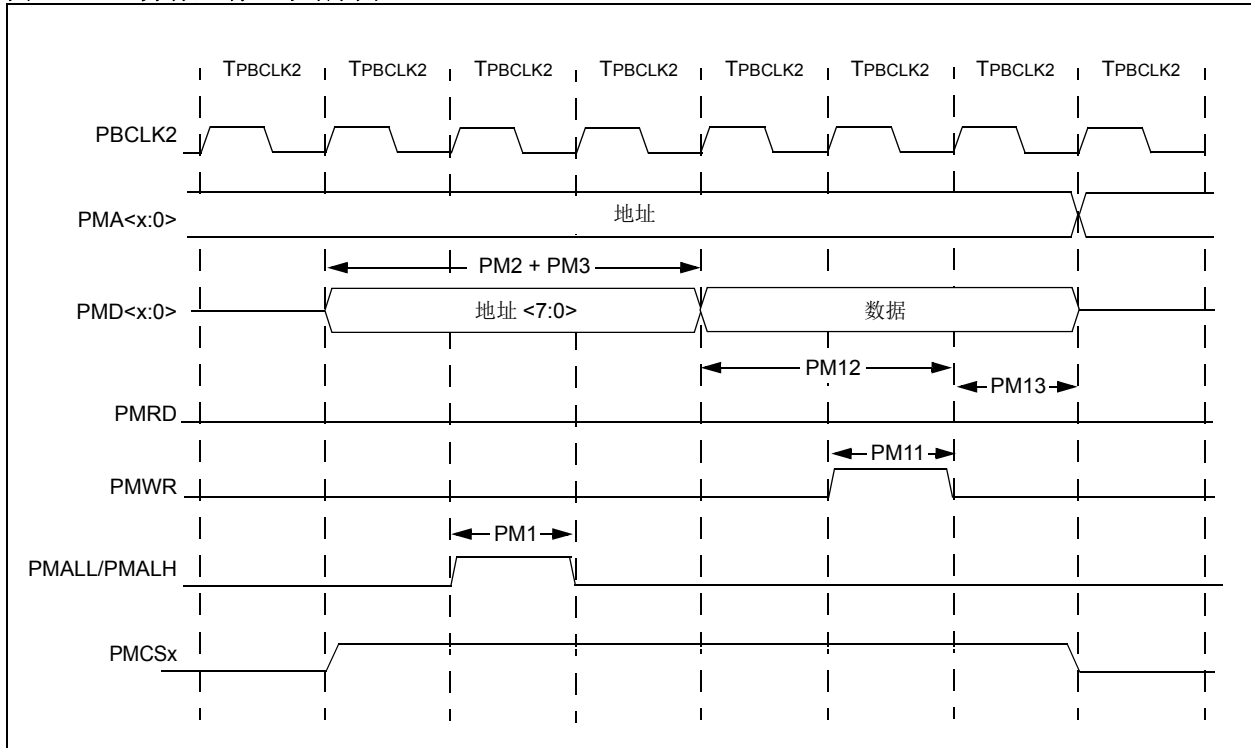 TPBCLK2 TPBCLK2 TPBCLK2 TPBCLK2 TPBCLK2 TPBCLK2 TPBCLK2 TPBCLK2
PBCLK2
PMA<x:0>
地址
PM2 + PM3
PMD<x:0>
地址 <7:0>
数据
PM12
PM13
PMRD
PM11
PMWR
PM1
PMALL/PMALH
PMCSx